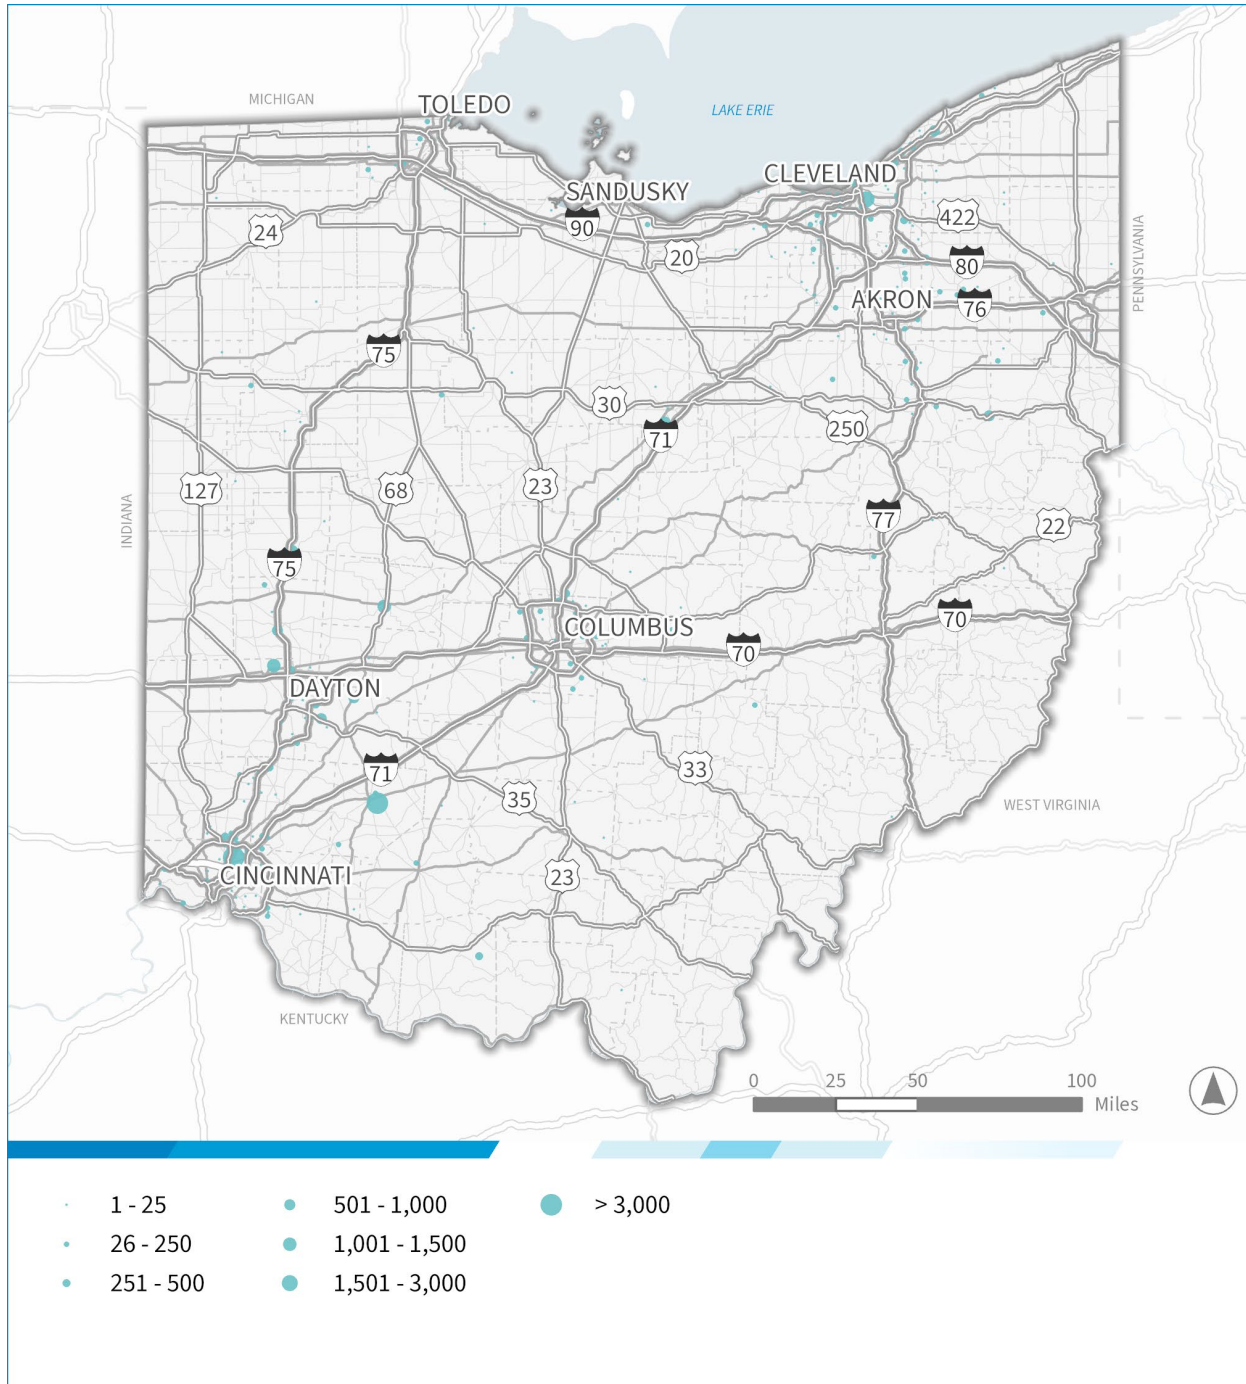 MICHIGAN
TOLEDO
LAKE ERIE
CLEVELAND
SANDUSKY
24
90
20
422
80
PENNSYLVANIA
AKRON
76
75
30
71
250
127
68
23
77
22
INDIANA
75
70
COLUMBUS
70
DAYTON
71
35
33
WEST VIRGINIA
CINCINNATI
23
KENTUCKY
0 25 50 100
Miles
1 - 25
26 - 250
251 - 500
501 - 1,000
1,001 - 1,500
1,501 - 3,000
> 3,000